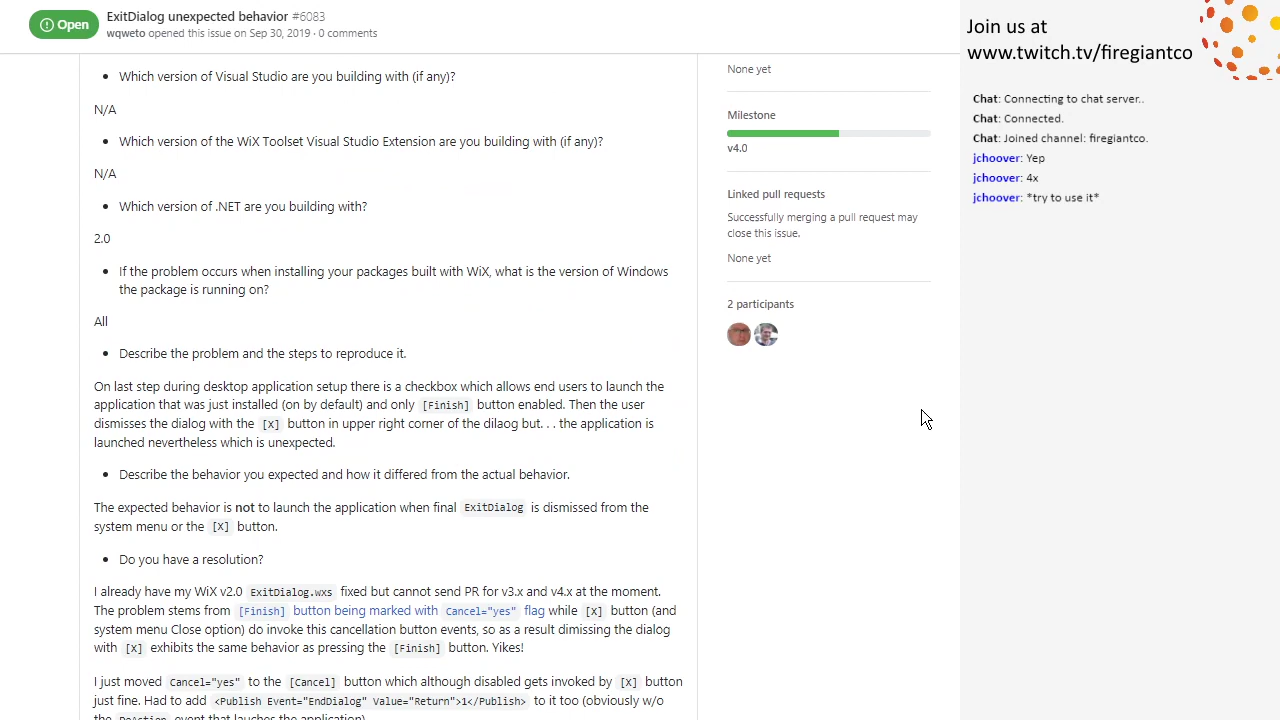 Open
ExitDialog unexpected behavior #6083
wqweto opened this issue on Sep 30, 2019 · 0 comments
• Which version of Visual Studio are you building with (if any)?
N/A
• Which version of the WiX Toolset Visual Studio Extension are you building with (if any)?
N/A
• Which version of .NET are you building with?
2.0
• If the problem occurs when installing your packages built with WiX, what is the version of Windows
the package is running on?
All
• Describe the problem and the steps to reproduce it.
On last step during desktop application setup there is a checkbox which allows end users to launch the
application that was just installed (on by default) and only [Finish] button enabled. Then the user
dismisses the dialog with the [X] button in upper right corner of the dilaog but. . . the application is
launched nevertheless which is unexpected.
• Describe the behavior you expected and how it differed from the actual behavior.
The expected behavior is not to launch the application when final ExitDialog is dismissed from the
system menu or the [X] button.
• Do you have a resolution?
I already have my WiX v2.0 ExitDialog.wxs fixed but cannot send PR for v3.x and v4.x at the moment.
The problem stems from [Finish] button being marked with Cancel="yes" flag while [X] button (and
system menu Close option) do invoke this cancellation button events, so as a result dimissing the dialog
with [X] exhibits the same behavior as pressing the [Finish] button. Yikes!
I just moved Cancel="yes" to the [Cancel] button which although disabled gets invoked by [X] button
just fine. Had to add <Publish Event="EndDialog" Value="Return">1</Publish> to it too (obviously w/o
the DoAction event that lauches the application)
None yet
Milestone
v4.0
Linked pull requests
Successfully merging a pull request may
close this issue.
None yet
2 participants
Join us at
www.twitch.tv/firegiantco
Chat: Connecting to chat server..
Chat: Connected.
Chat: Joined channel: firegiantco.
jchoover: Yep
jchoover: 4x
jchoover: *try to use it*